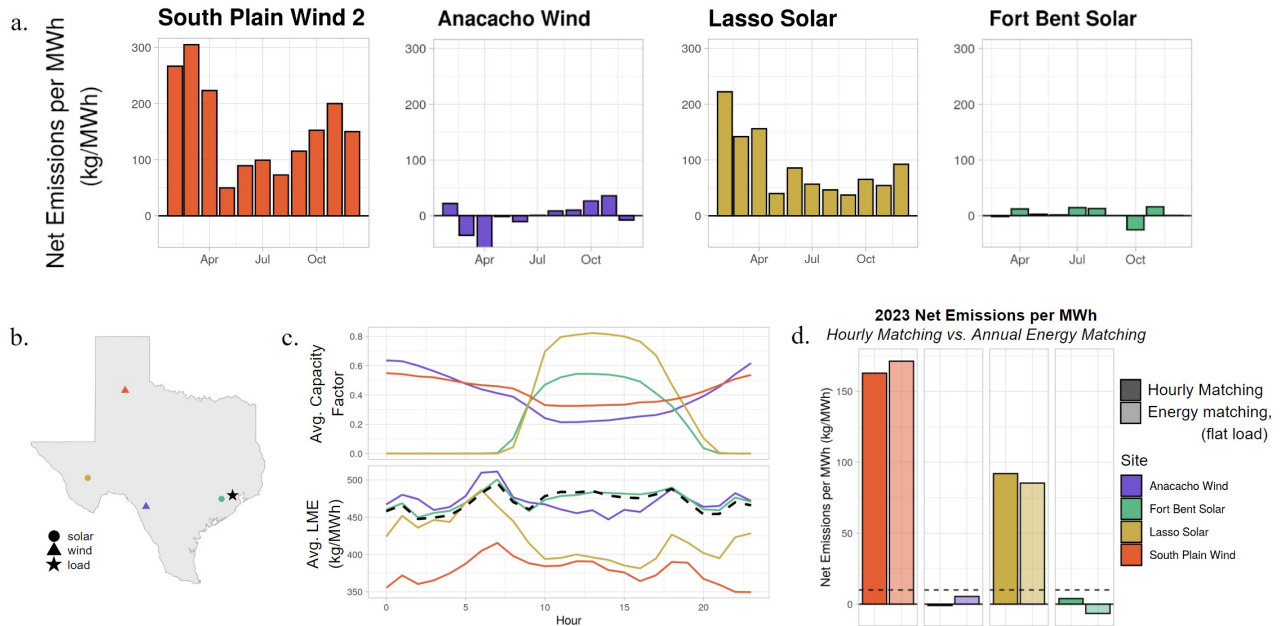 a.
South Plain Wind 2
Anacacho Wind
Lasso Solar
Fort Bent Solar
Net Emissions per MWh
(kg/MWh)
300
200
100
0
Apr
Jul
Oct
300
200
100
0
Apr
Jul
Oct
300
200
100
0
Apr
Jul
Oct
300
200
100
0
Apr
Jul
Oct
b.
solar
wind
load
c.
Avg. Capacity
Factor
0.8
0.6
0.4
0.2
0.0
Avg. LME
(kg/MWh)
500
450
400
350
0
5
10
15
20
Hour
d.
2023 Net Emissions per MWh
Hourly Matching vs. Annual Energy Matching
Net Emissions per MWh (kg/MWh)
150
100
50
0
Hourly Matching
Energy matching,
(flat load)
Site
Anacacho Wind
Fort Bent Solar
Lasso Solar
South Plain Wind